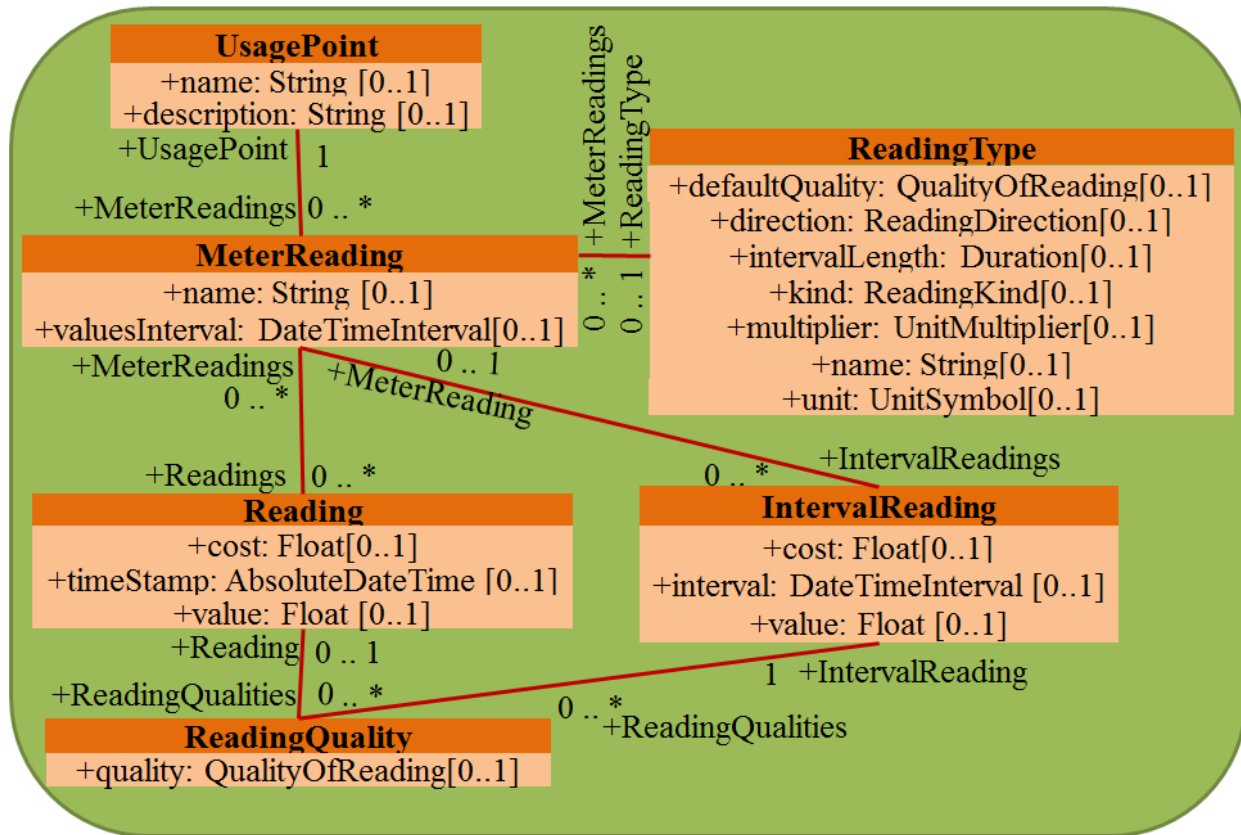 UsagePoint
+name: String [0..1]
+description: String [0..1]
+UsagePoint
1
+MeterReadings
0 .. *
MeterReading
+name: String [0..1]
+valuesInterval: DateTimeInterval[0..1]
+MeterReadings
0 .. *
+ReadingType
0 .. 1
ReadingType
+defaultQuality: QualityOfReading[0..1]
+direction: ReadingDirection[0..1]
+intervalLength: Duration[0..1]
+kind: ReadingKind[0..1]
+multiplier: UnitMultiplier[0..1]
+name: String[0..1]
+unit: UnitSymbol[0..1]
+MeterReadings
0 .. *
+MeterReading
0 .. 1
+Readings
0 .. *
+IntervalReadings
0 .. *
Reading
+cost: Float[0..1]
+timeStamp: AbsoluteDateTime [0..1]
+value: Float [0..1]
IntervalReading
+cost: Float[0..1]
+interval: DateTimeInterval [0..1]
+value: Float [0..1]
+Reading
0 .. 1
1
+IntervalReading
+ReadingQualities
0 .. *
0 .. *
+ReadingQualities
ReadingQuality
+quality: QualityOfReading[0..1]